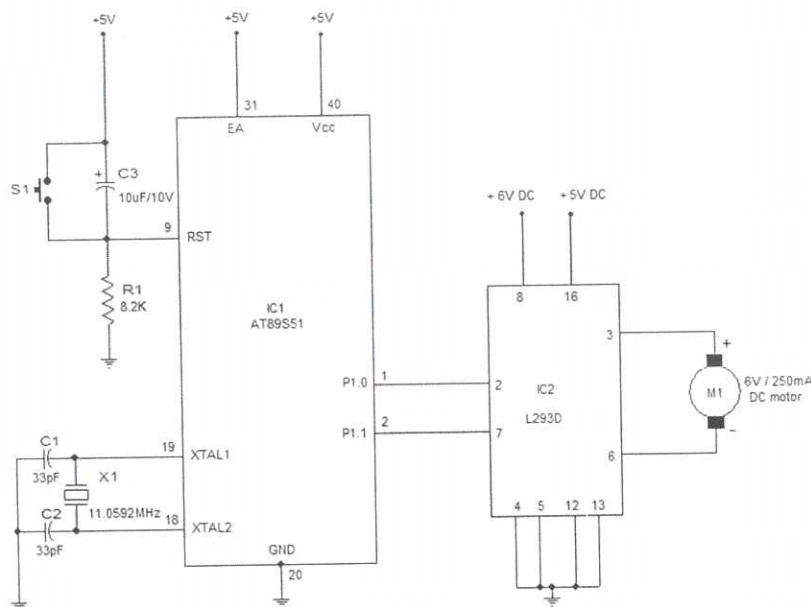 +5V
+5V
+5V
31
40
EA
Vcc
S1
+
C3
10uF/10V
9
RST
R1
8.2K
IC1
AT89S51
+ 6V DC
+ 5V DC
8
16
3
+
P1.0
1
2
IC2
L293D
M1
6V / 250mA
DC motor
P1.1
2
7
6
-
C1
33pF
19
XTAL1
X1
11.0592MHz
C2
33pF
18
XTAL2
4
5
12
13
GND
20